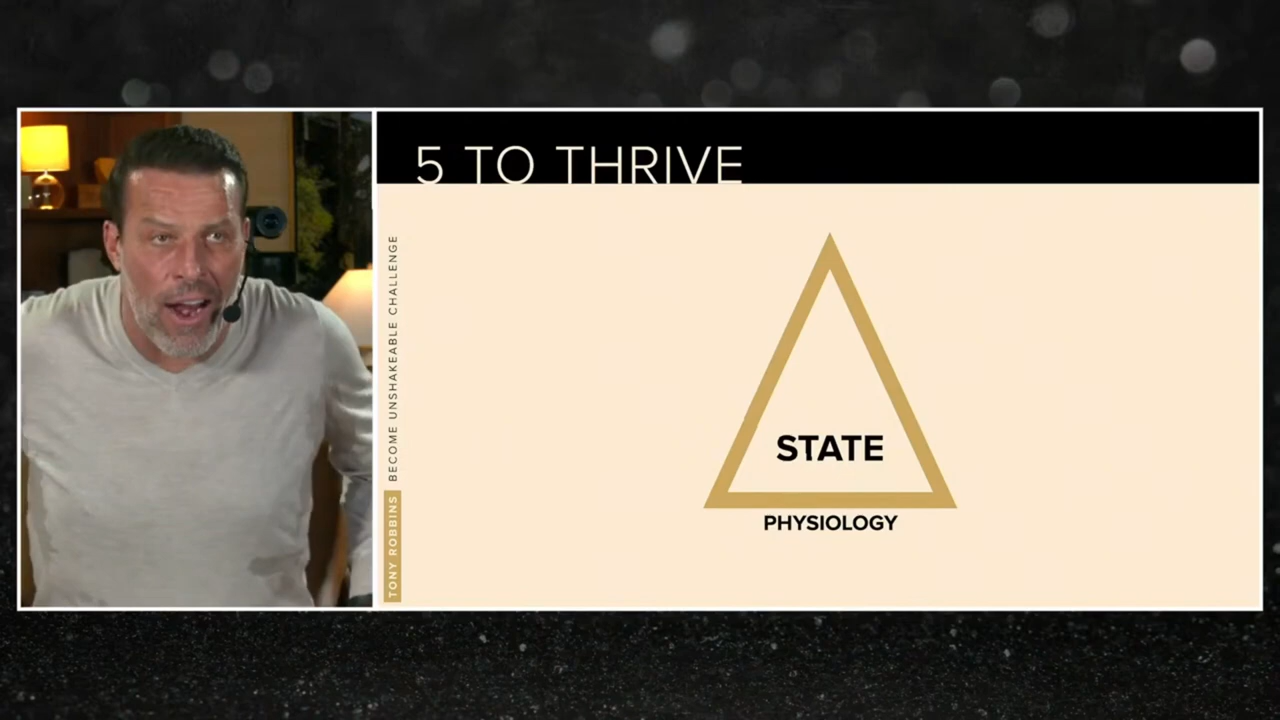 5 TO THRIVE
STATE
PHYSIOLOGY
TONY ROBBINS BECOME UNSHAKEABLE CHALLENGE